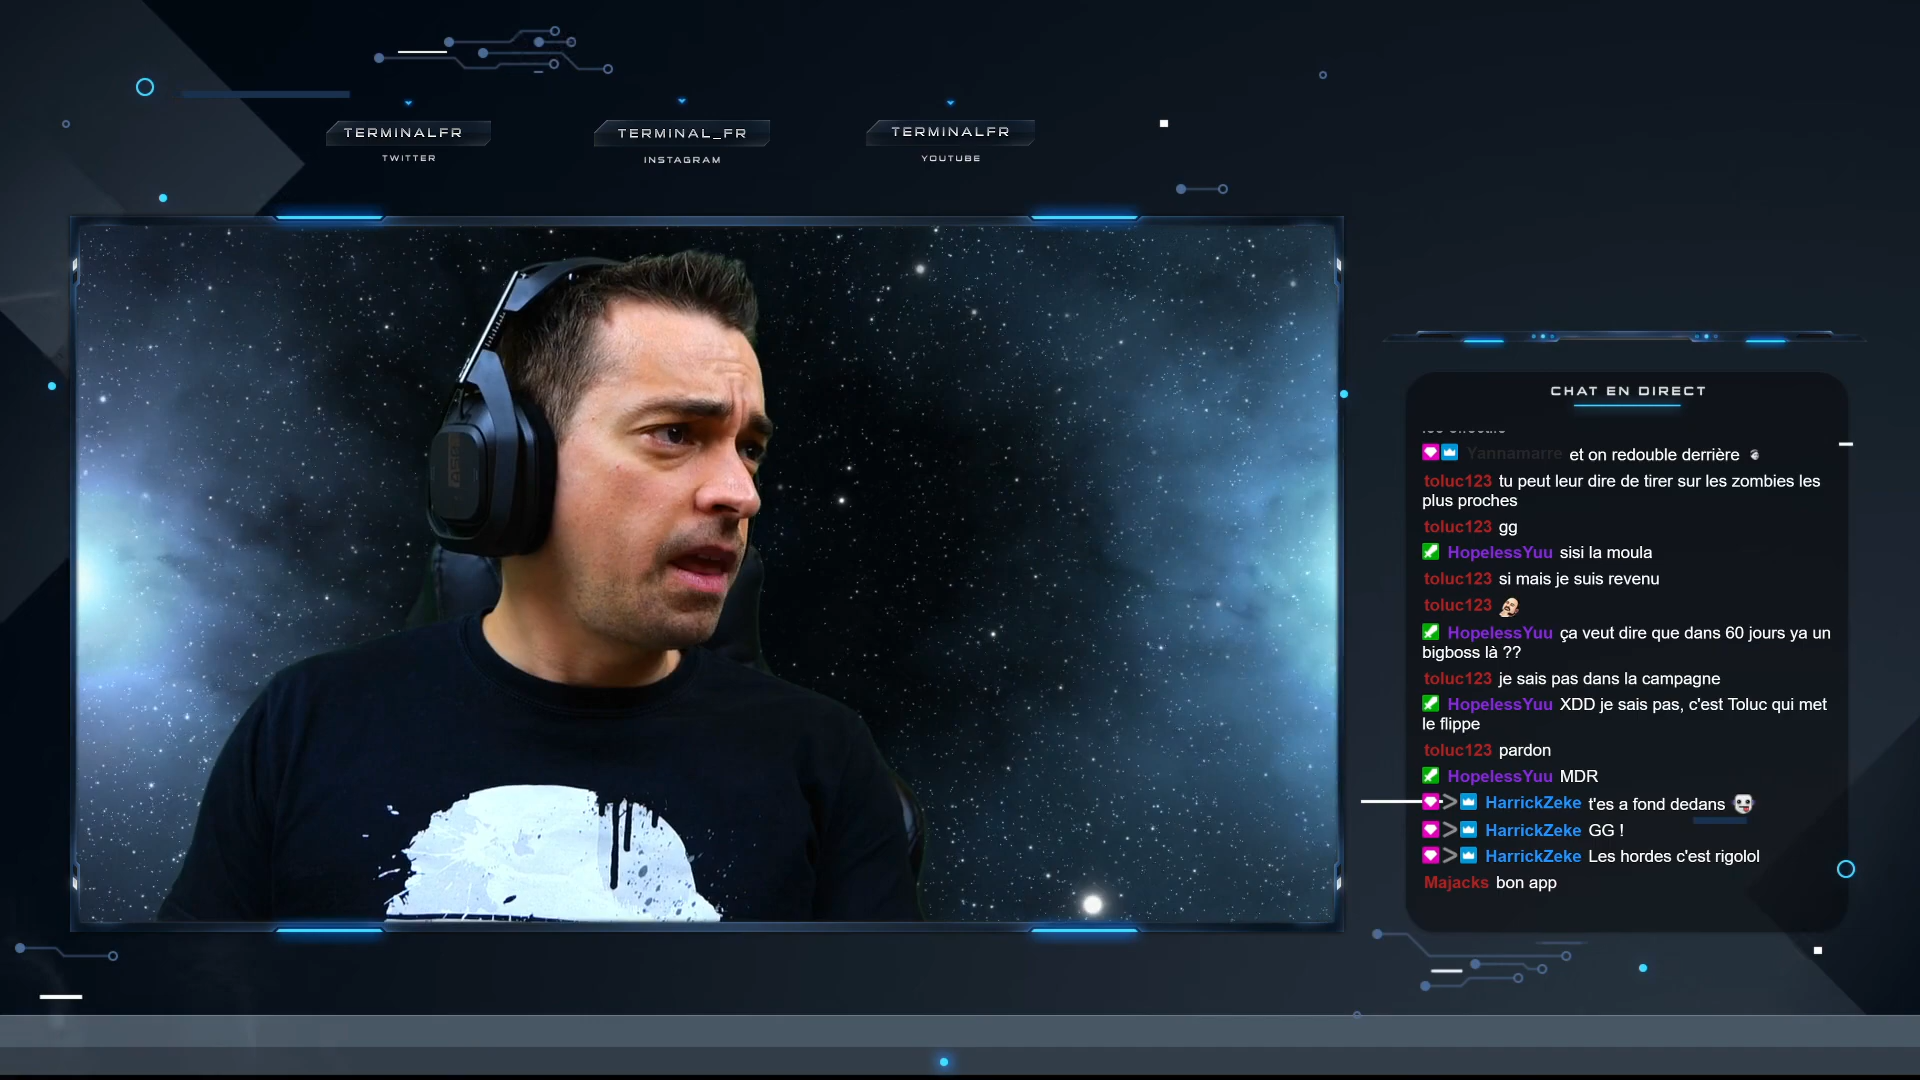 TERMINALFR
TWITTER
TERMINAL_FR
INSTAGRAM
TERMINALFR
YOUTUBE
CHAT EN DIRECT
Yannamarre et on redouble derrière
toluc123 tu peut leur dire de tirer sur les zombies les
plus proches
toluc123 gg
HopelessYuu sisi la moula
toluc123 si mais je suis revenu
toluc123
HopelessYuu ça veut dire que dans 60 jours ya un
bigboss là ??
toluc123 je sais pas dans la campagne
HopelessYuu XDD je sais pas, c'est Toluc qui met
le flippe
toluc123 pardon
HopelessYuu MDR
HarrickZeke t'es a fond dedans
HarrickZeke GG !
HarrickZeke Les hordes c'est rigolol
Majacks bon app